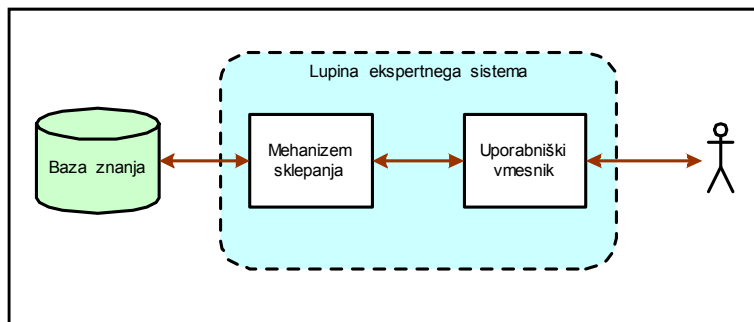 Lupina ekspertnega sistema
Baza znanja
Mehanizem
sklepanja
Uporabniški
vmesnik